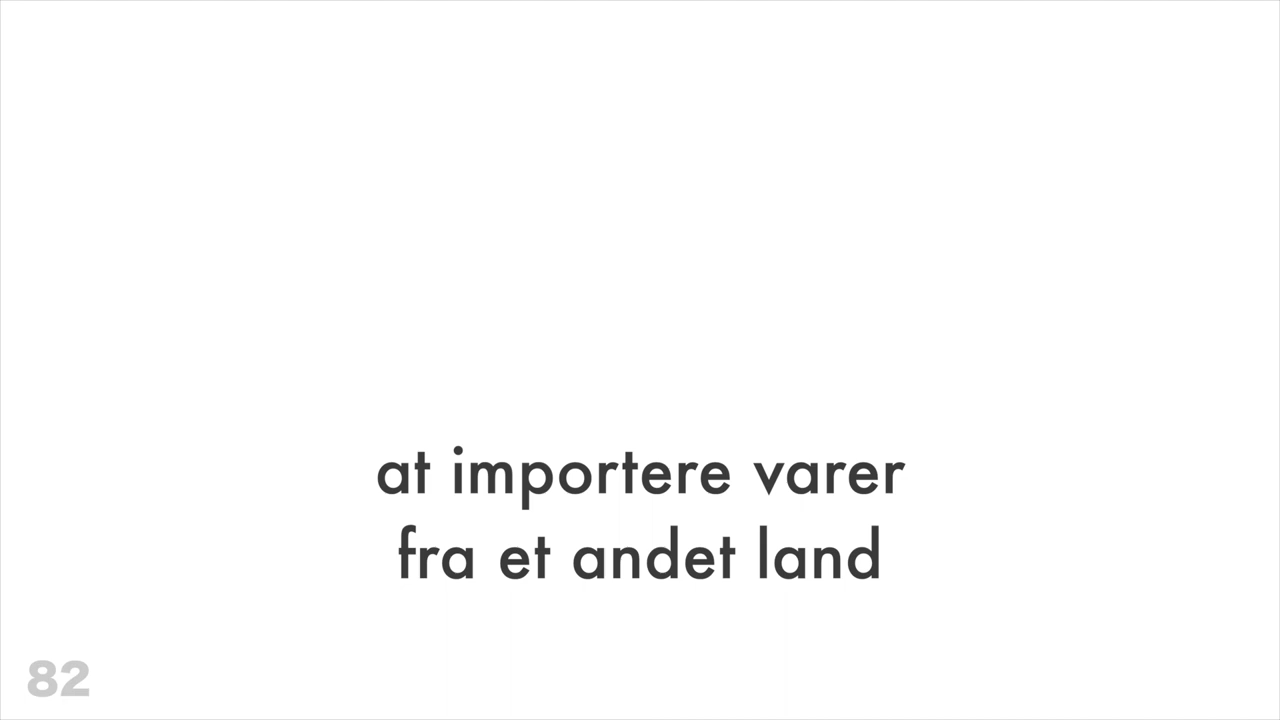 at importere varer
fra et andet land
82